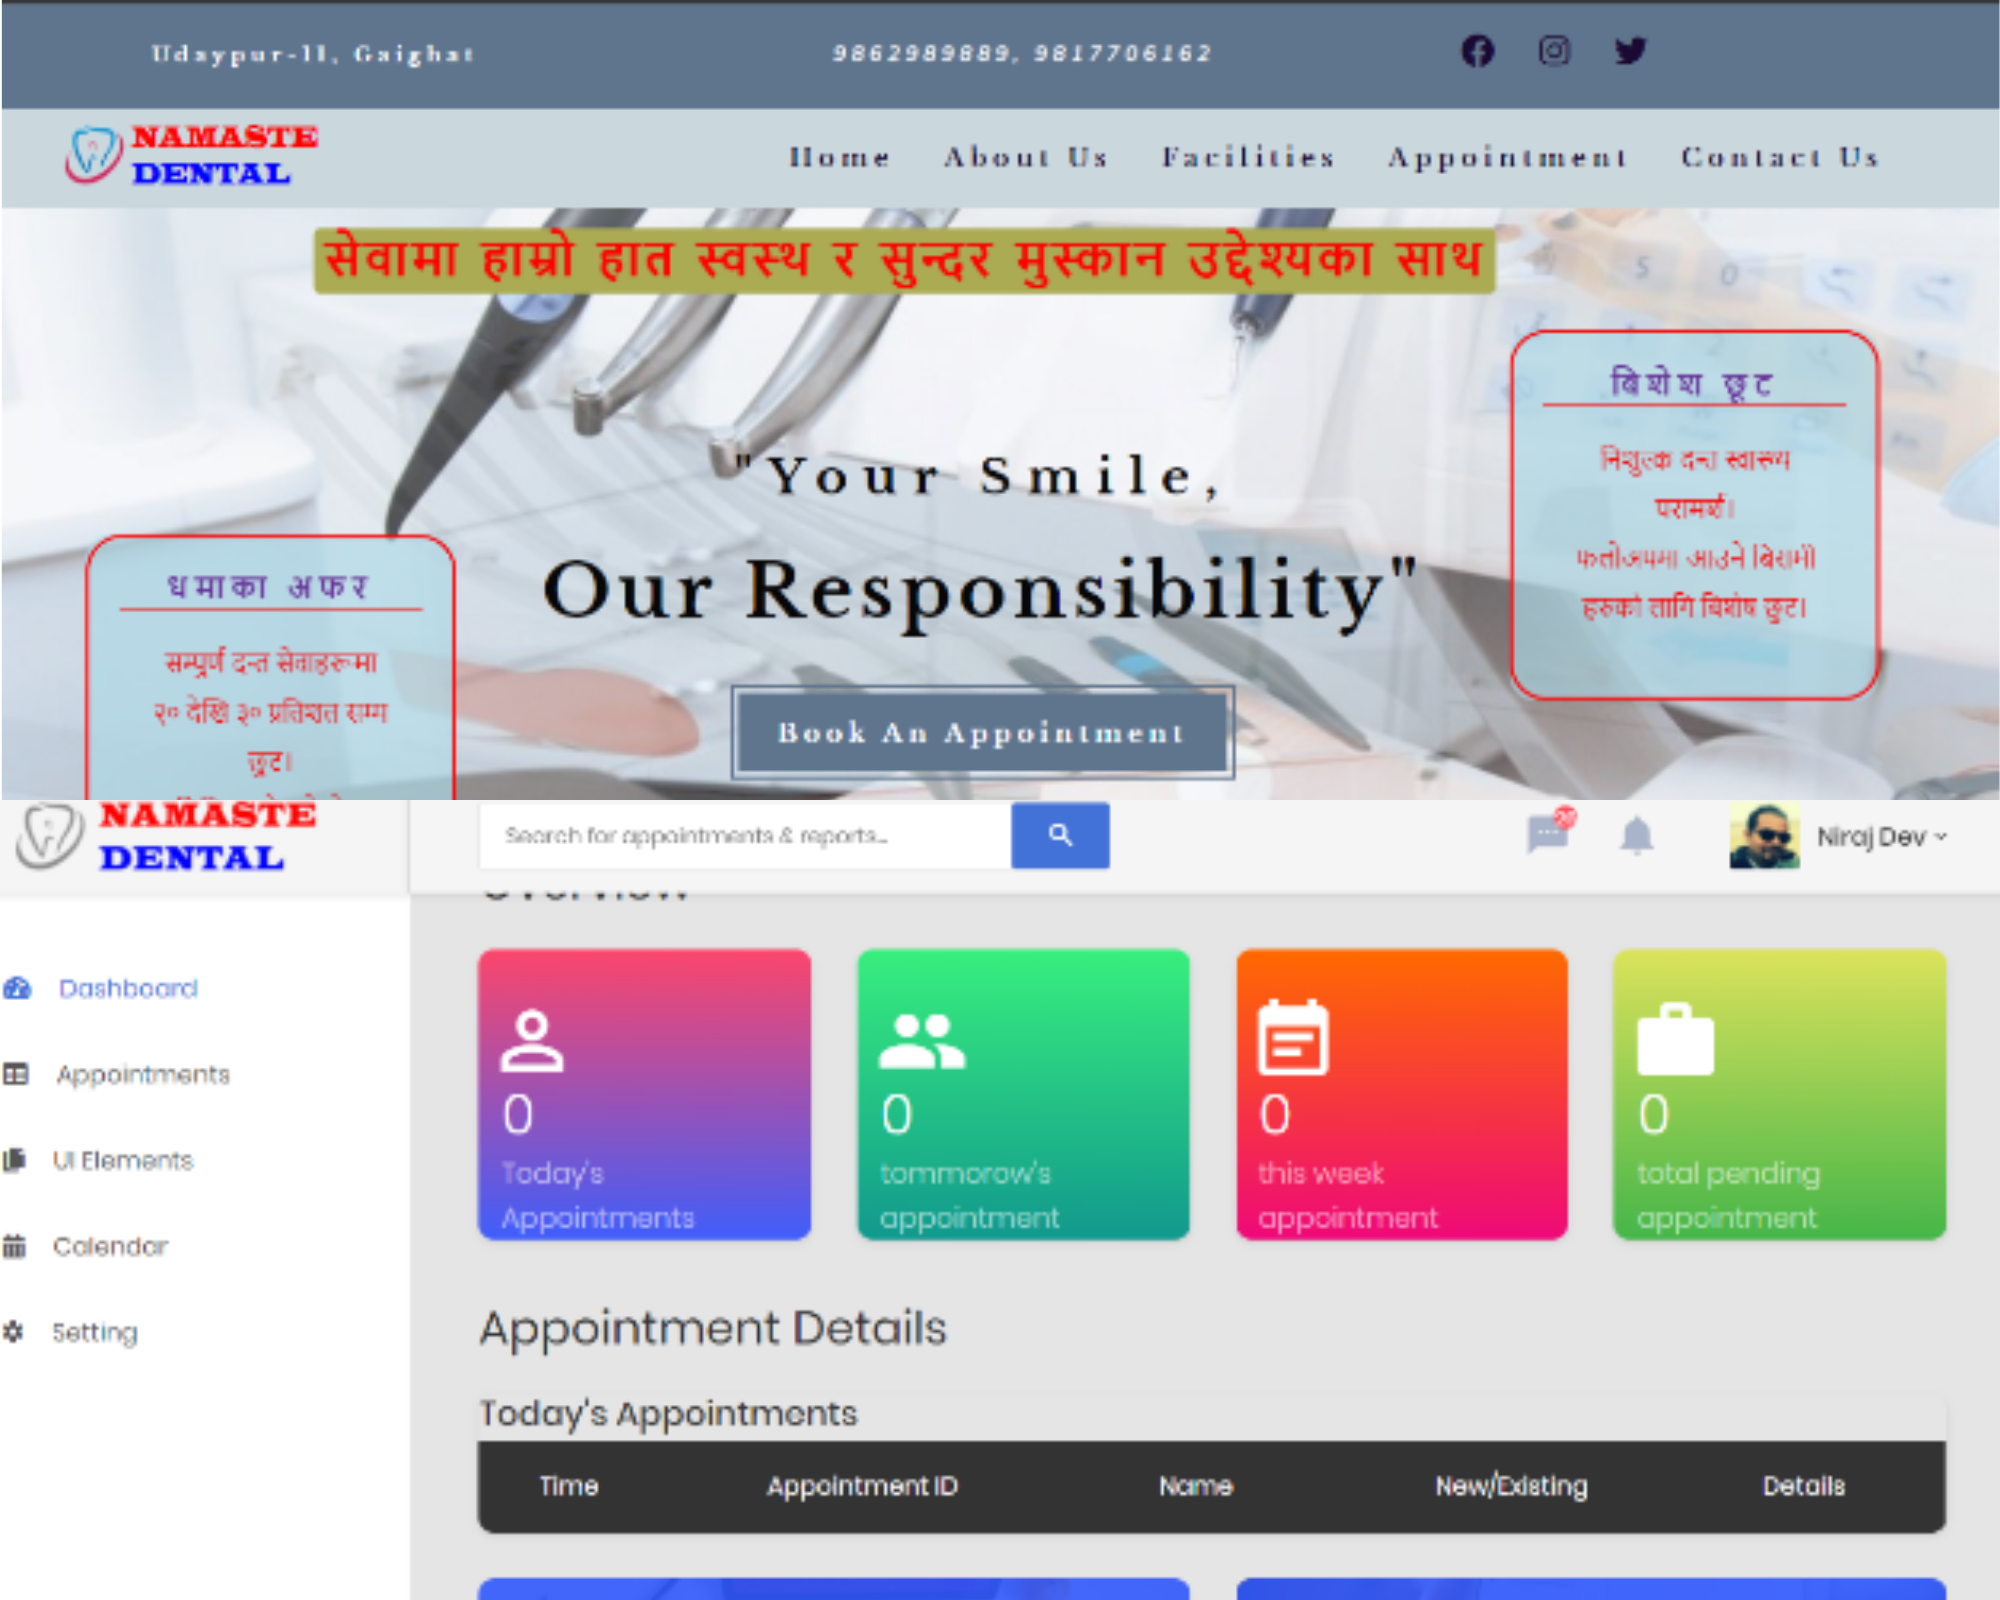 Udaypur-11, Gaighat
9862989889, 9817706162
NAMASTE
DENTAL
Home About Us Facilities Appointment Contact Us
सेवामा हाम्रो हात स्वस्थ र सुन्दर मुस्कान उद्देश्यका साथ
बिशेश छूट
निशुल्क दन्त स्वास्थ्य
परामर्श।
आउने बिरामी
हरुको लागि बिशेष छुट।
"Your Smile,
Our Responsibility"
Book An Appointment
धमाका अफर
सम्पुर्ण दन्त सेवाहरूमा
२० देखि ३० प्रतिशत सम्म
छुट।
NAMASTE
DENTAL
Search for appointments & reports...
Niraj Dev
Dashboard
Appointments
UI Elements
Calendar
Setting
0
Today's
Appointments
0
tommorow's
appointment
0
this week
appointment
0
total pending
appointment
Appointment Details
Today's Appointments
Time Appointment ID Name New/Existing Details